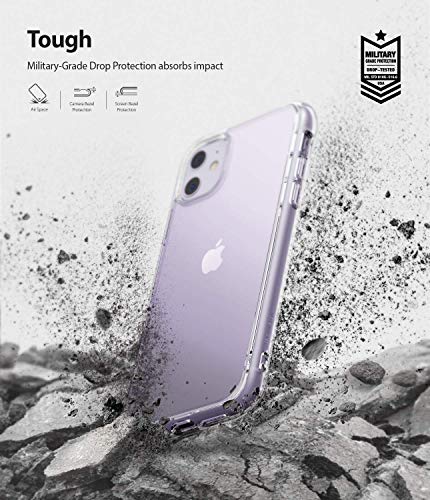 Tough
Military-Grade Drop Protection absorbs impact
Air Space
Camera Bezel
Protection
Screen Bezel
Protection
MILITARY
GRADE PROTECTION
DROP-TESTED